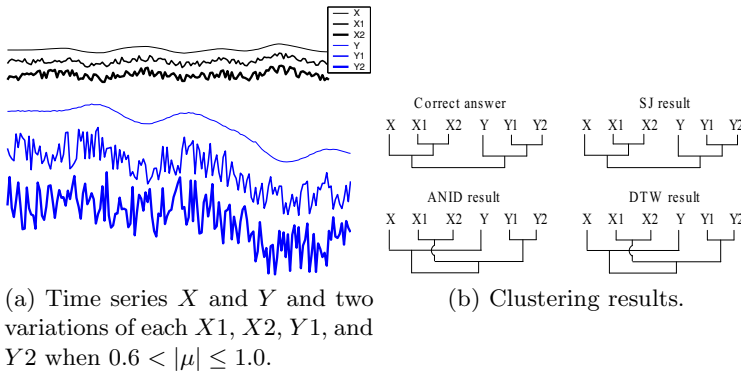 X
X1
X2
Y
Y1
Y2
Correct answer
X X1 X2 Y Y1 Y2
SJ result
X X1 X2 Y Y1 Y2
ANID result
X X1 X2 Y Y1 Y2
DTW result
X X1 X2 Y Y1 Y2
(a) Time series X and Y and two
variations of each X1, X2, Y1, and
Y2 when 0.6 < |μ| ≤ 1.0.
(b) Clustering results.